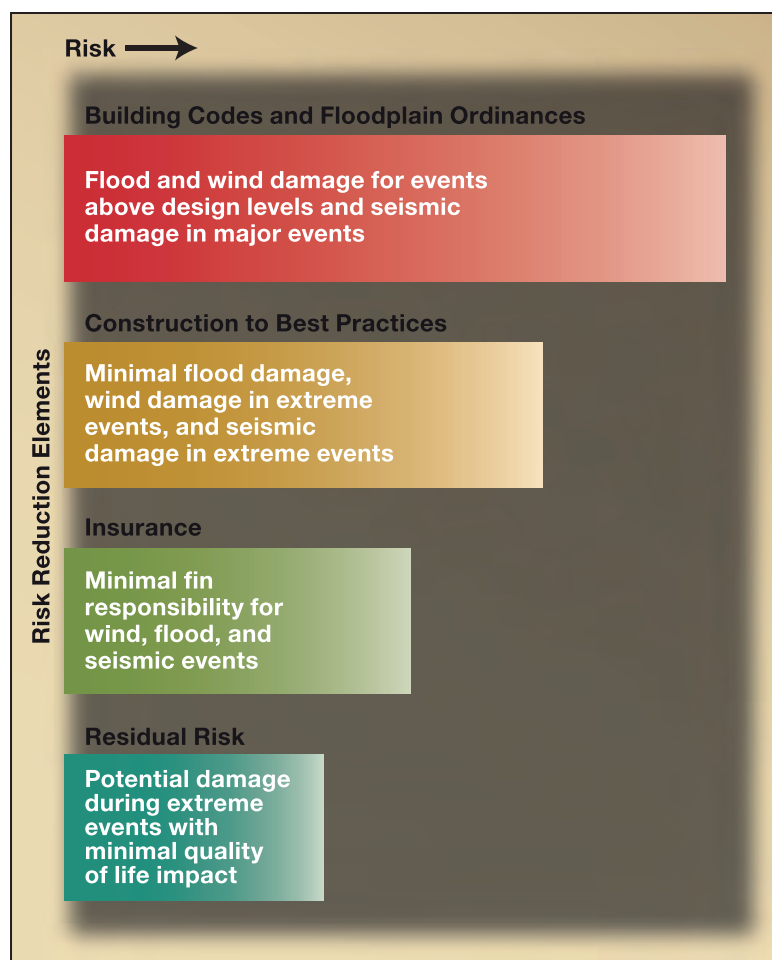 Risk
Building Codes and Floodplain Ordinances
Flood and wind damage for events
above design levels and seismic
damage in major events
Construction to Best Practices
Minimal flood damage,
wind damage in extreme
events, and seismic
damage in extreme events
Insurance
Minimal fin
responsibility for
wind, flood, and
seismic events
Residual Risk
Potential damage
during extreme
events with
minimal quality
of life impact
Risk Reduction Elements